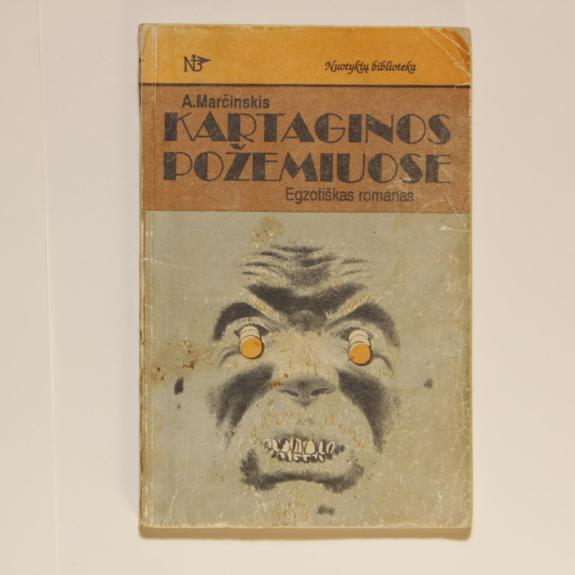 NB
Nuotykių biblioteka
A.Marčinskis
KARTAGINOS
POŽEMIUOSE
Egzotiškas romanas